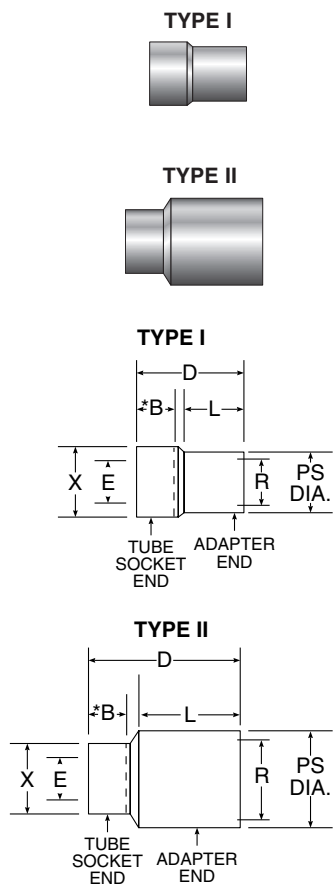 TYPE I
TYPE II
TYPE I
D
*B
L
X
E
R
PS
DIA.
TUBE
SOCKET
END
ADAPTER
END
TYPE II
D
*B
L
X
E
R
PS
DIA.
TUBE
SOCKET
END
ADAPTER
END